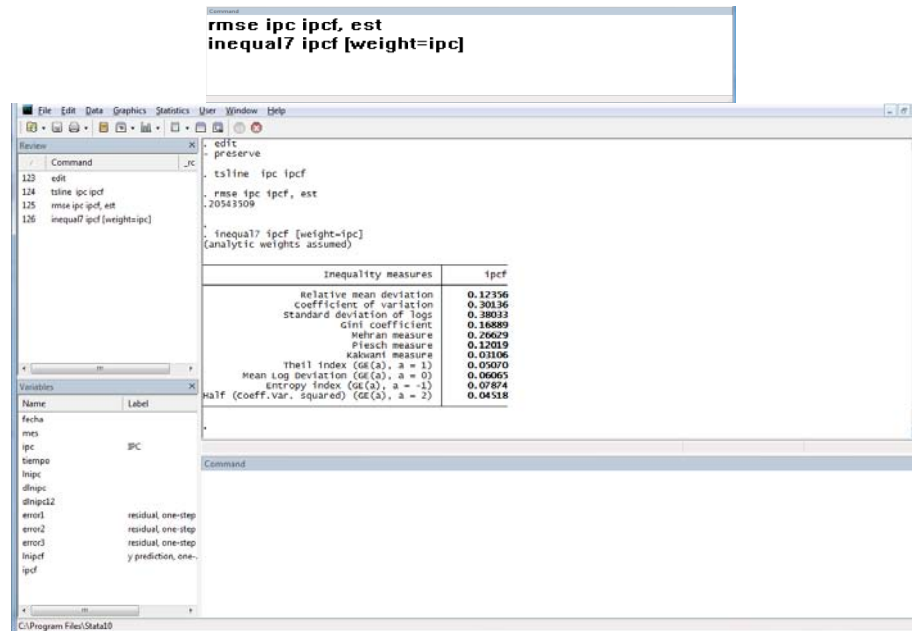 Command
rmse ipc ipcf, est
inequal7 ipcf [weight=ipc]
File Edit Data Graphics Statistics User Window Help
Review
Command _rc
123 edit
124 tsline ipc ipcf
125 rmse ipc ipcf, est
126 inequal7 ipcf [weight=ipc]
. edit
- preserve
. tsline ipc ipcf
. rmse ipc ipcf, est
.20543509
.
. inequal7 ipcf [weight=ipc]
(analytic weights assumed)
Inequality measures ipcf
Relative mean deviation 0.12356
Coefficient of variation 0.30136
Standard deviation of logs 0.38033
Gini coefficient 0.16889
Mehran measure 0.26629
Piesch measure 0.12019
Kakwani measure 0.03106
Theil index (GE(a), a = 1) 0.05070
Mean Log Deviation (GE(a), a = 0) 0.06065
Entropy index (GE(a), a = -1) 0.07874
Half (Coeff.Var. squared) (GE(a), a = 2) 0.04518
.
Variables
Name Label
fecha
mes
ipc IPC
tiempo
lnipc
dlnipc
dlnipc12
error1 residual, one-step
error2 residual, one-step
error3 residual, one-step
lnipcf y prediction, one-.
ipcf
Command
C:\Program Files\Stata10